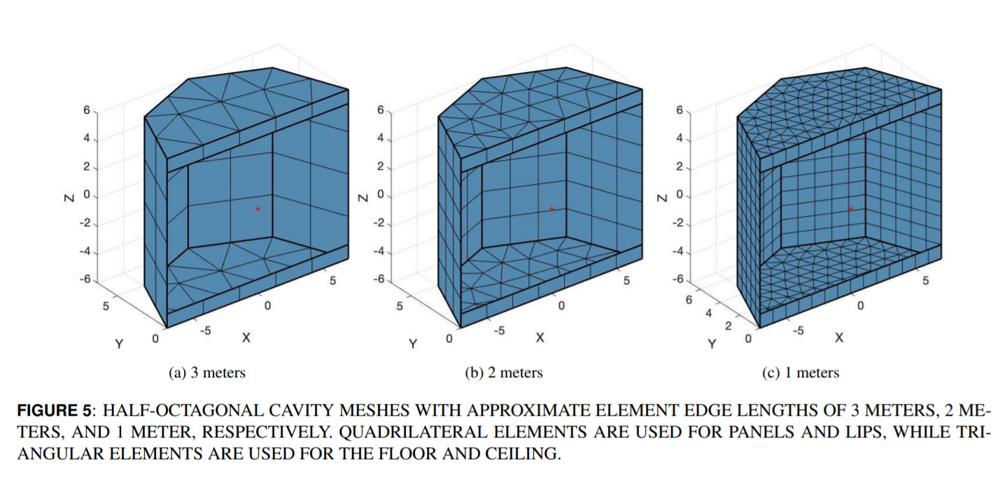 6
4
2
0
-2
-4
-6
Z
5
0
Y
-5
0
5
X
(a) 3 meters
6
4
2
0
-2
-4
-6
Z
5
0
Y
-5
0
5
X
(b) 2 meters
6
4
2
0
-2
-4
-6
Z
6
4
2
0
Y
-5
0
5
X
(c) 1 meters
FIGURE 5: HALF-OCTAGONAL CAVITY MESHES WITH APPROXIMATE ELEMENT EDGE LENGTHS OF 3 METERS, 2 ME-
TERS, AND 1 METER, RESPECTIVELY. QUADRILATERAL ELEMENTS ARE USED FOR PANELS AND LIPS, WHILE TRI-
ANGULAR ELEMENTS ARE USED FOR THE FLOOR AND CEILING.